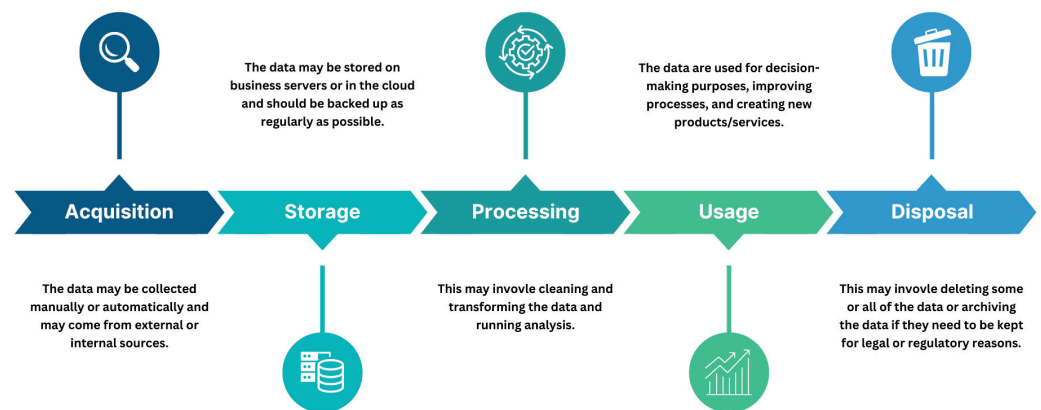 The data may be stored on
business servers or in the cloud
and should be backed up as
regularly as possible.
The data are used for decision-
making purposes, improving
processes, and creating new
products/services.
Acquisition
Storage
Processing
Usage
Disposal
The data may be collected
manually or automatically and
may come from external or
internal sources.
This may invovle cleaning and
transforming the data and
running analysis.
This may invovle deleting some
or all of the data or archiving
the data if they need to be kept
for legal or regulatory reasons.